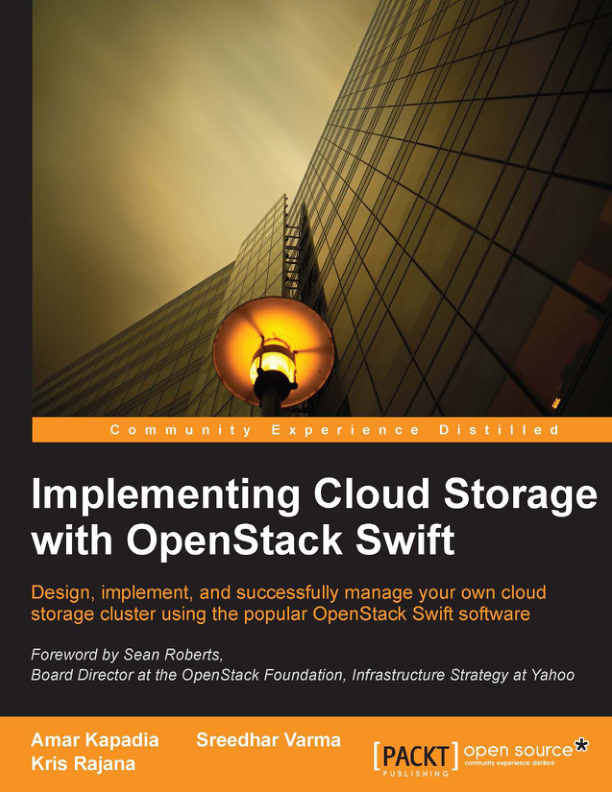 Community Experience Distilled
Implementing Cloud Storage
with OpenStack Swift
Design, implement, and successfully manage your own cloud
storage cluster using the popular OpenStack Swift software
Foreword by Sean Roberts,
Board Director at the OpenStack Foundation, Infrastructure Strategy at Yahoo
Amar Kapadia Sreedhar Varma
Kris Rajana
[PACKT] open source*
PUBLISHING community experience distilled